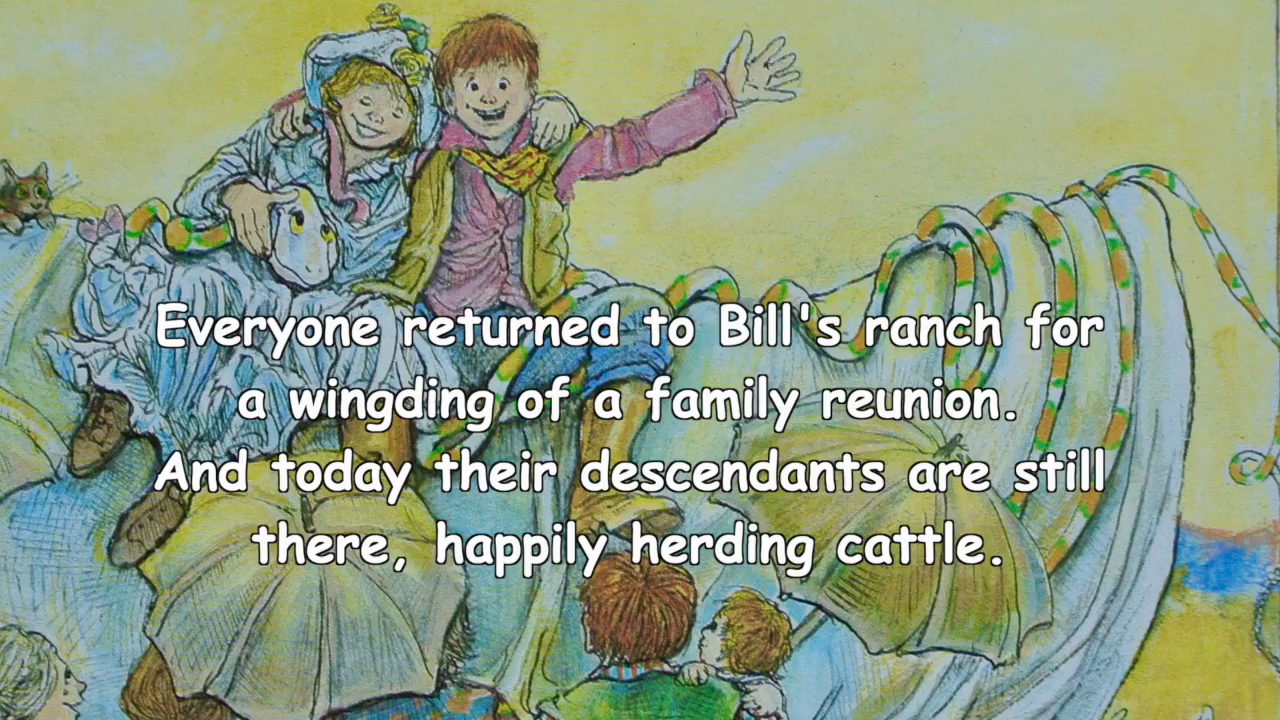 Everyone returned to Bill's ranch for
a wingding of a family reunion.
And today their descendants are still
there, happily herding cattle.